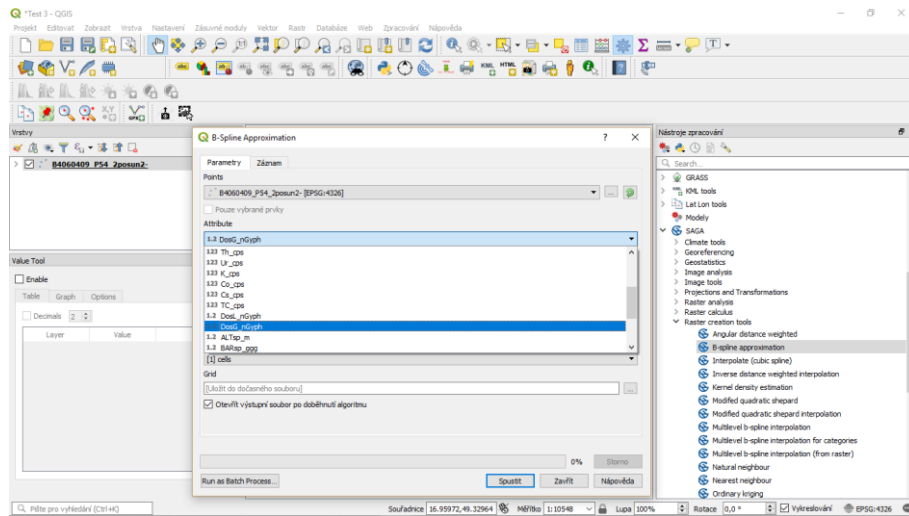 *Test 3 - QGIS
Projekt Editovat Zobrazit Vrstva Nastavení Zásuvné moduly Vektor Rastr Databáze Web Zpracování Nápověda
Vrstvy
B4060409_P54_2posun2-
Value Tool
Enable
Table Graph Options
Decimals 2
Layer Value
B-Spline Approximation
Parametry Záznam
Points
B4060409_P54_2posun2- [EPSG:4326]
Pouze vybrané prvky
Attribute
1.2 DosG_nGyph
123 Th_cps
123 Ur_cps
123 K_cps
123 Co_cps
123 Cs_cps
123 TC_cps
1.2 DosL_nGyph
DosG_nGyph
1.2 ALTsp_m
1.2 BARsp_ggg
[1] cells
Grid
[Uložit do dočasného souboru]
Otevřít výstupní soubor po doběhnutí algoritmu
0% Storno
Run as Batch Process... Spustit Zavřít Nápověda
Nástroje zpracování
Search...
GRASS
KML tools
Lat Lon tools
Modely
SAGA
Climate tools
Georeferencing
Geostatistics
Image analysis
Image tools
Projections and Transformations
Raster analysis
Raster calculus
Raster creation tools
Angular distance weighted
B-spline approximation
Interpolate (cubic spline)
Inverse distance weighted interpolation
Kernel density estimation
Modifed quadratic shepard
Modified quadratic shepard interpolation
Multilevel b-spline interpolation
Multilevel b-spline interpolation for categories
Multilevel b-spline interpolation (from raster)
Natural neighbour
Nearest neighbour
Ordinary kriging
Pište pro vyhledání (Ctrl+K) Souřadnice 16.95972,49.32964 Měřítko 1:10548 Lupa 100% Rotace 0,0 ° Vykreslování EPSG:4326